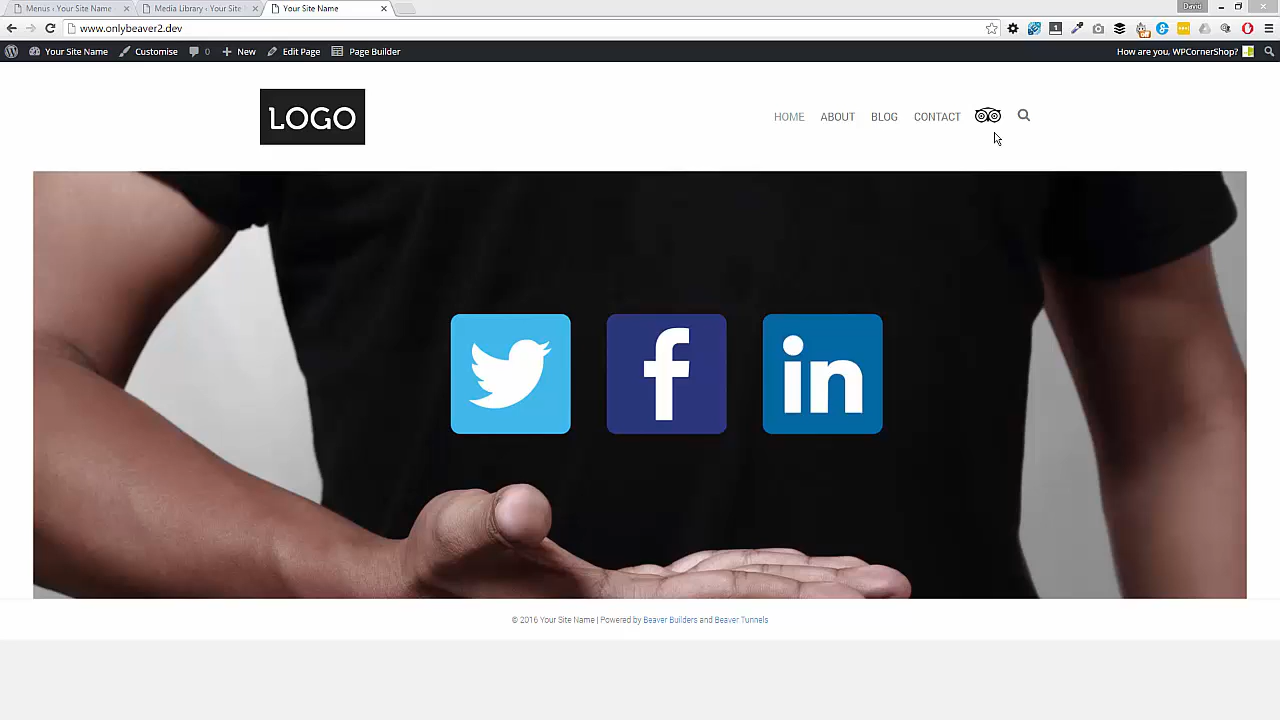 Menus ‹ Your Site Name
Media Library ‹ Your Site
Your Site Name
David
www.onlybeaver2.dev
Your Site Name
Customise
0
New
Edit Page
Page Builder
How are you, WPCornerShop?
LOGO
HOME
ABOUT
BLOG
CONTACT
f
in
© 2016 Your Site Name | Powered by Beaver Builders and Beaver Tunnels